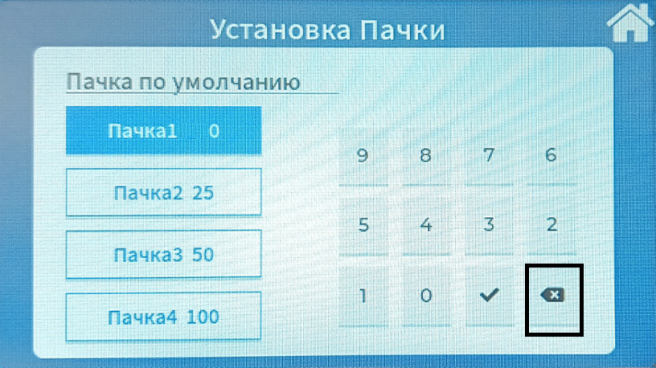 Установка Пачки
Пачка по умолчанию
Пачка1 0
Пачка2 25
Пачка3 50
Пачка4 100
9 8 7 6
5 4 3 2
1 0